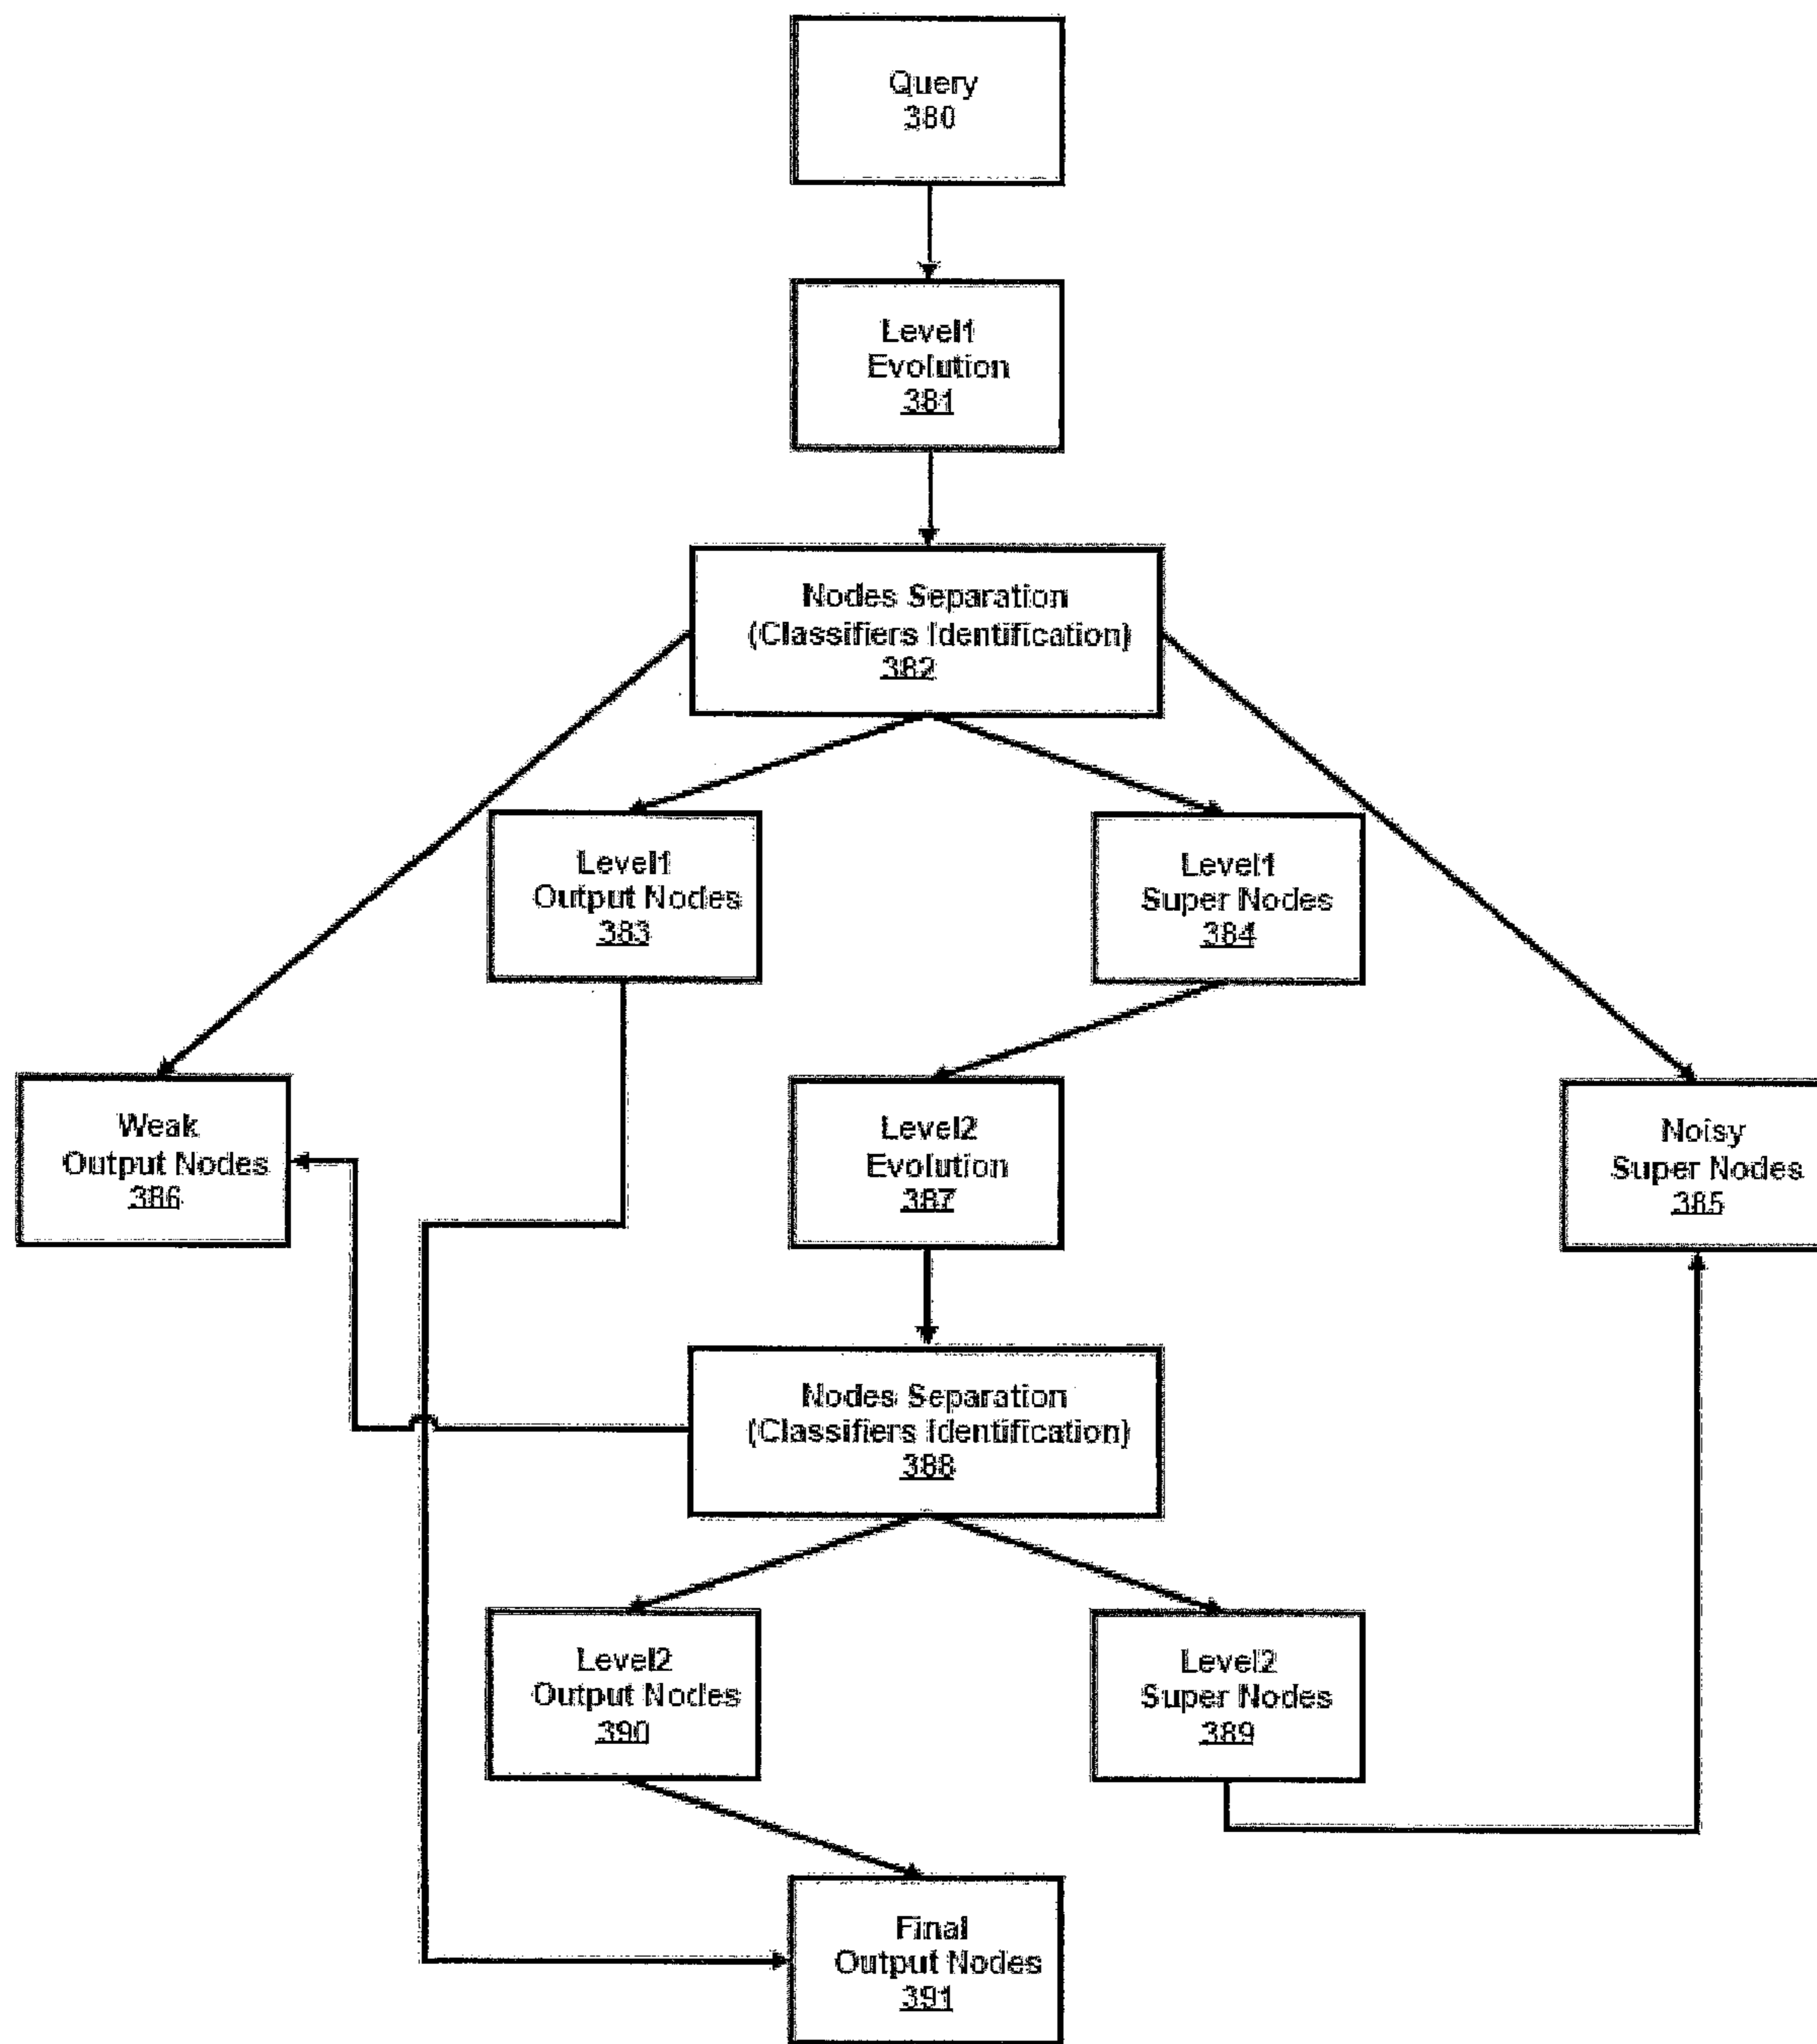 Query
380
Level1
Evolution
381
Nodes Separation
(Classifiers Identification)
382
Level1
Output Nodes
383
Level1
Super Nodes
384
Weak
Output Nodes
386
Level2
Evolution
387
Noisy
Super Nodes
385
Nodes Separation
(Classifiers Identification)
388
Level2
Output Nodes
390
Level2
Super Nodes
389
Final
Output Nodes
391